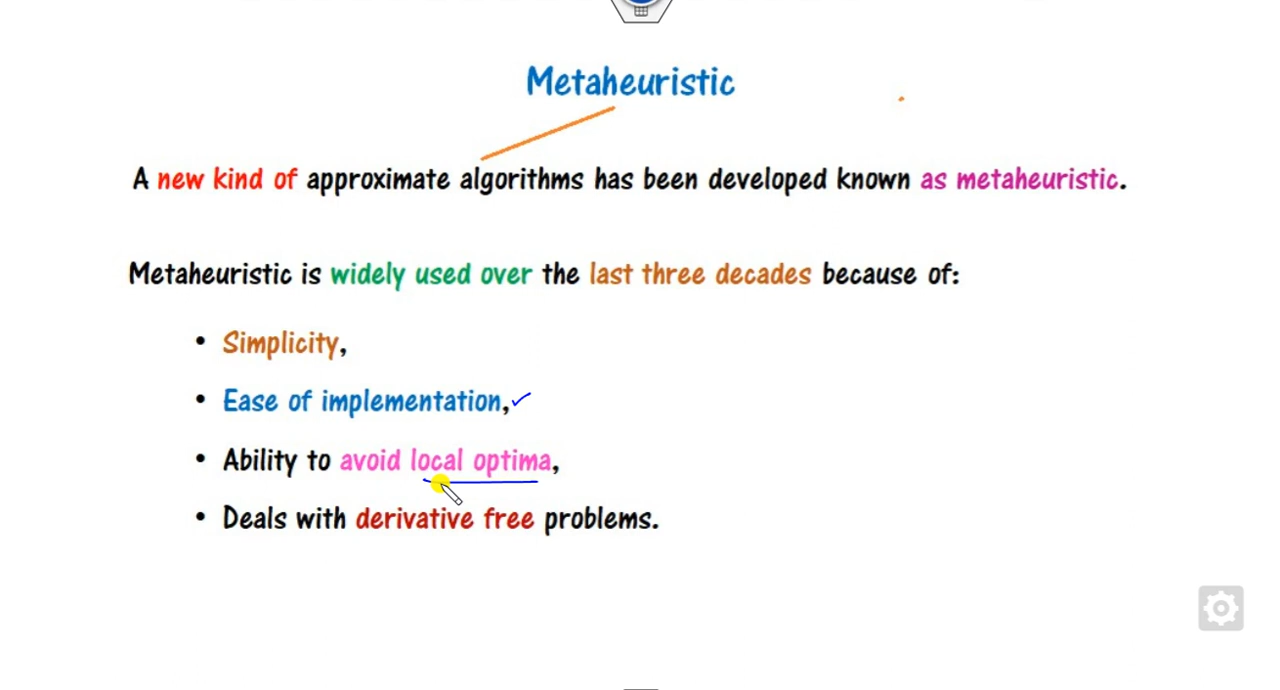 Metaheuristic
A new kind of approximate algorithms has been developed known as metaheuristic.
Metaheuristic is widely used over the last three decades because of:
• Simplicity,
• Ease of implementation,
• Ability to avoid local optima,
• Deals with derivative free problems.